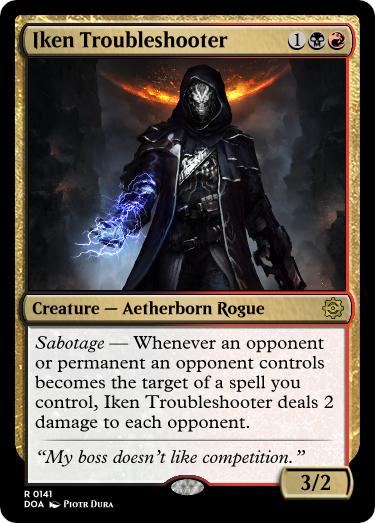 Iken Troubleshooter 1
Creature — Aetherborn Rogue
Sabotage — Whenever an opponent
or permanent an opponent controls
becomes the target of a spell you
control, Iken Troubleshooter deals 2
damage to each opponent.
“My boss doesn’t like competition.”
3/2
R 0141
DOA Piotr Dura